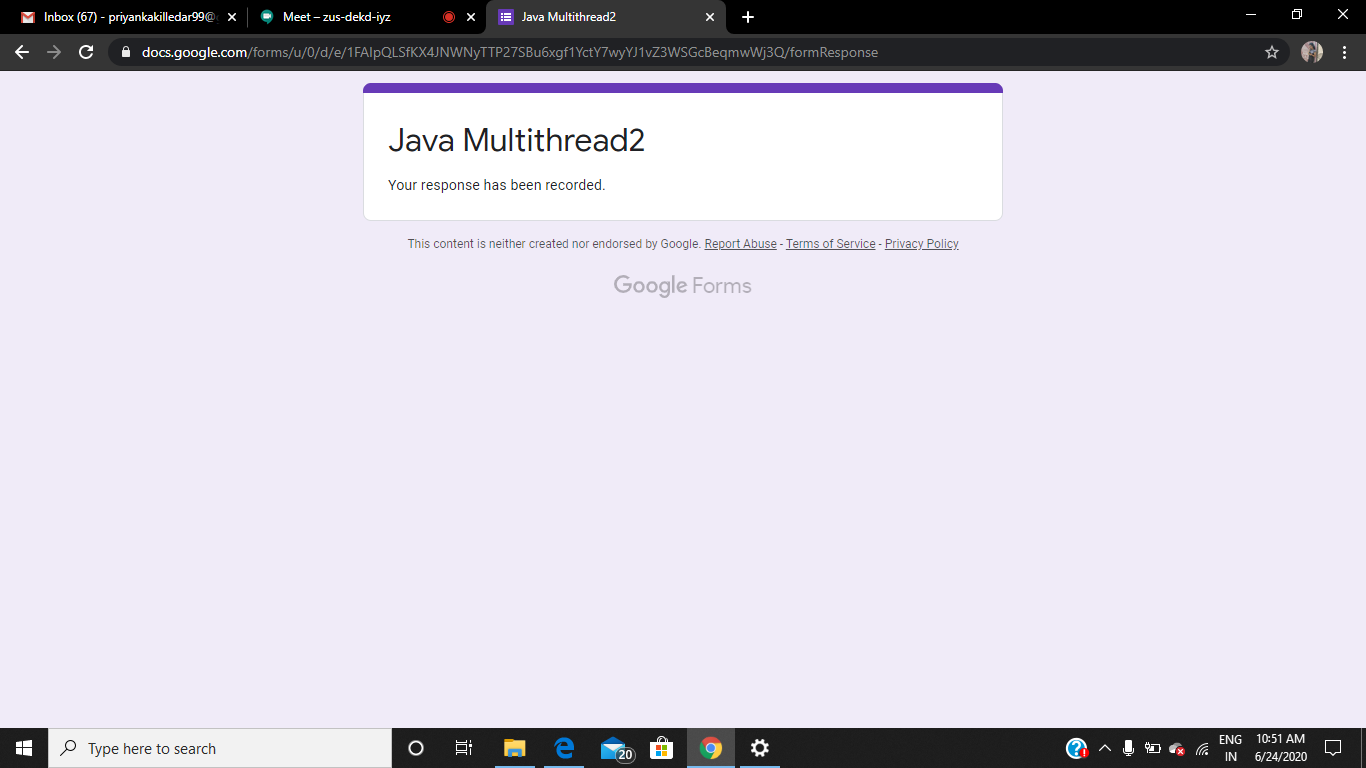 Inbox (67) - priyankakilledar99@
Meet – zus-dekd-iyz
Java Multithread2
docs.google.com/forms/u/0/d/e/1FAIpQLSfKX4JNWNyTTP27SBu6xgf1YctY7wyYJ1vZ3WSGcBeqmwWj3Q/formResponse
Java Multithread2
Your response has been recorded.
This content is neither created nor endorsed by Google. Report Abuse - Terms of Service - Privacy Policy
Google Forms
Type here to search
20
ENG
IN
10:51 AM
6/24/2020